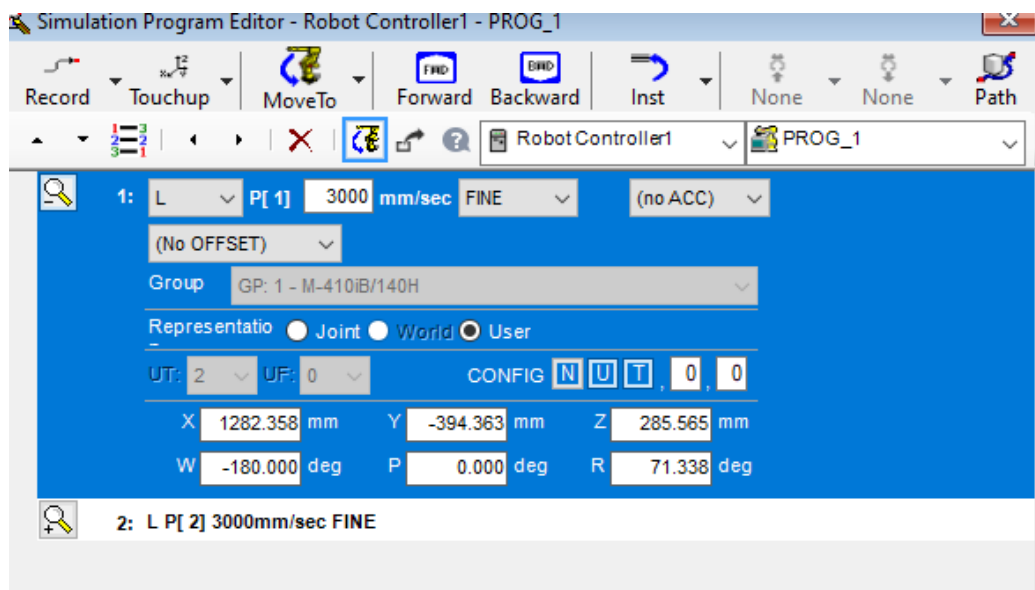 Simulation Program Editor - Robot Controller1 - PROG_1
Record Touchup MoveTo FWD Forward BWD Backward Inst None None Path
Robot Controller1 PROG_1
1: L P[ 1] 3000 mm/sec FINE (no ACC)
(No OFFSET)
Group GP: 1 - M-410iB/140H
Representatio Joint World User
UT: 2 UF: 0 CONFIG N U T , 0 , 0
X 1282.358 mm Y -394.363 mm Z 285.565 mm
W -180.000 deg P 0.000 deg R 71.338 deg
2: L P[ 2] 3000mm/sec FINE